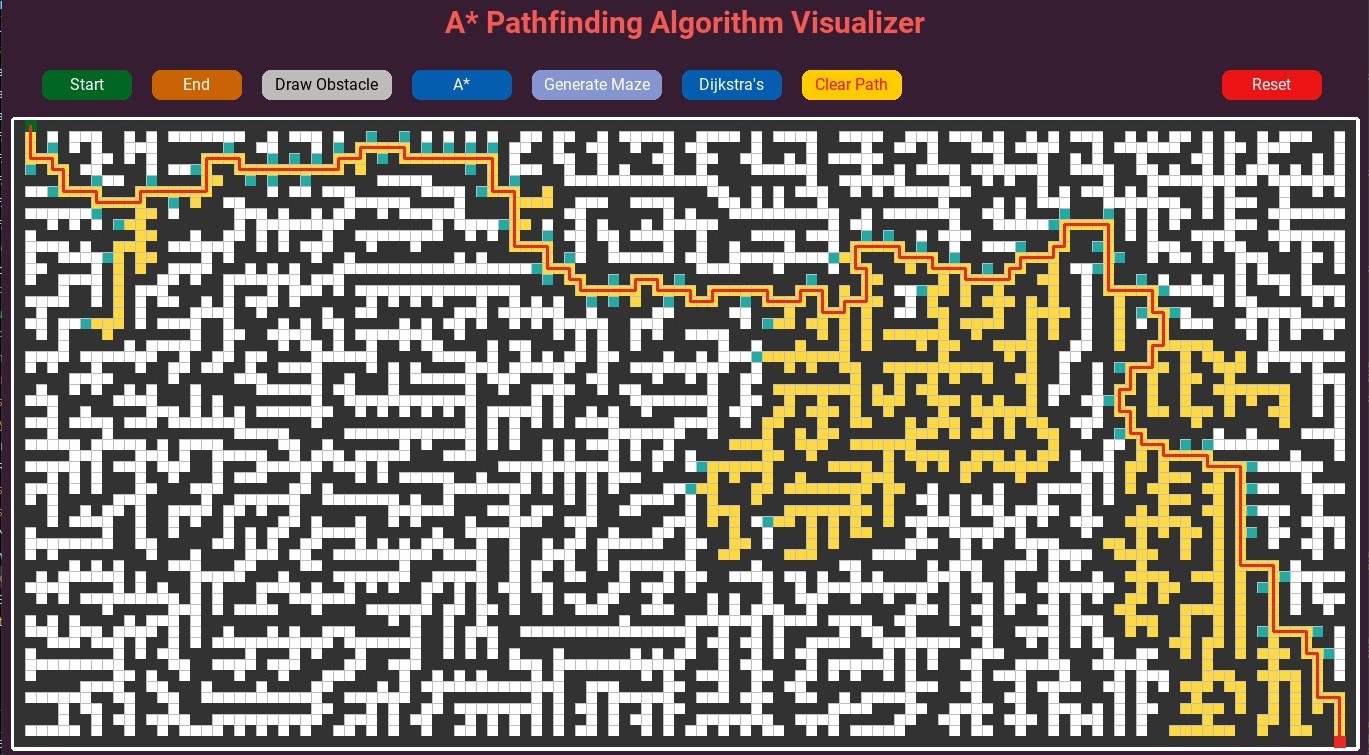 A* Pathfinding Algorithm Visualizer
Start End Draw Obstacle A* Generate Maze Dijkstra's Clear Path Reset